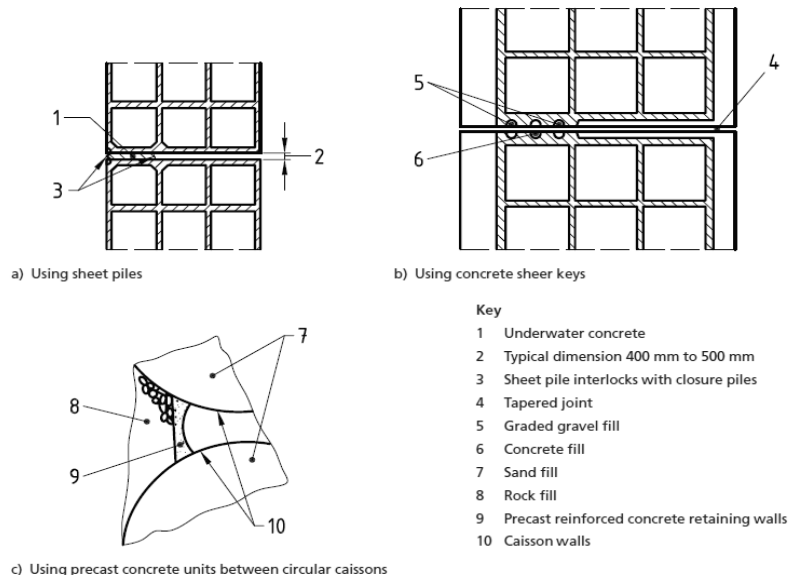 1
2
3
a) Using sheet piles
4
5
6
b) Using concrete sheer keys
7
8
9
10
c) Using precast concrete units between circular caissons
Key
1 Underwater concrete
2 Typical dimension 400 mm to 500 mm
3 Sheet pile interlocks with closure piles
4 Tapered joint
5 Graded gravel fill
6 Concrete fill
7 Sand fill
8 Rock fill
9 Precast reinforced concrete retaining walls
10 Caisson walls